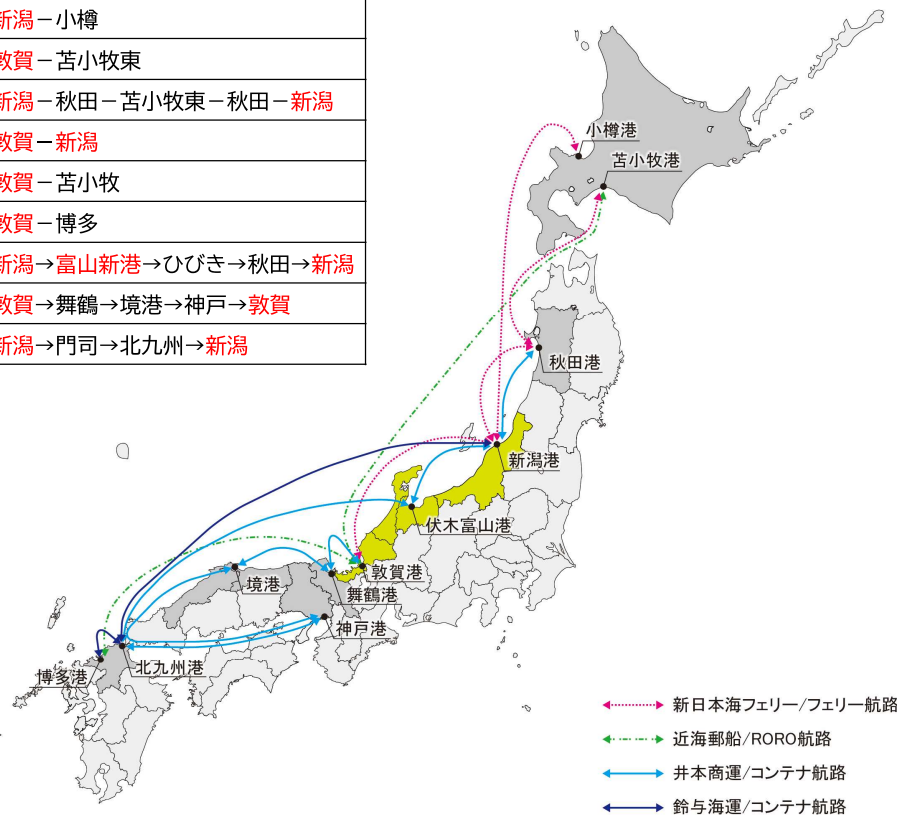 新潟－小樽
敦賀－苫小牧東
新潟－秋田－苫小牧東－秋田－新潟
敦賀ー新潟
敦賀－苫小牧
敦賀－博多
新潟→富山新港→ひびき→秋田→新潟
敦賀→舞鶴→境港→神戸→敦賀
新潟→門司→北九州→新潟
小樽港
苫小牧港
秋田港
新潟港
伏木富山港
敦賀港
境港
舞鶴港
神戸港
北九州港
博多港
新日本海フェリー/フェリー航路
近海郵船/RORO航路
井本商運/コンテナ航路
鈴与海運/コンテナ航路